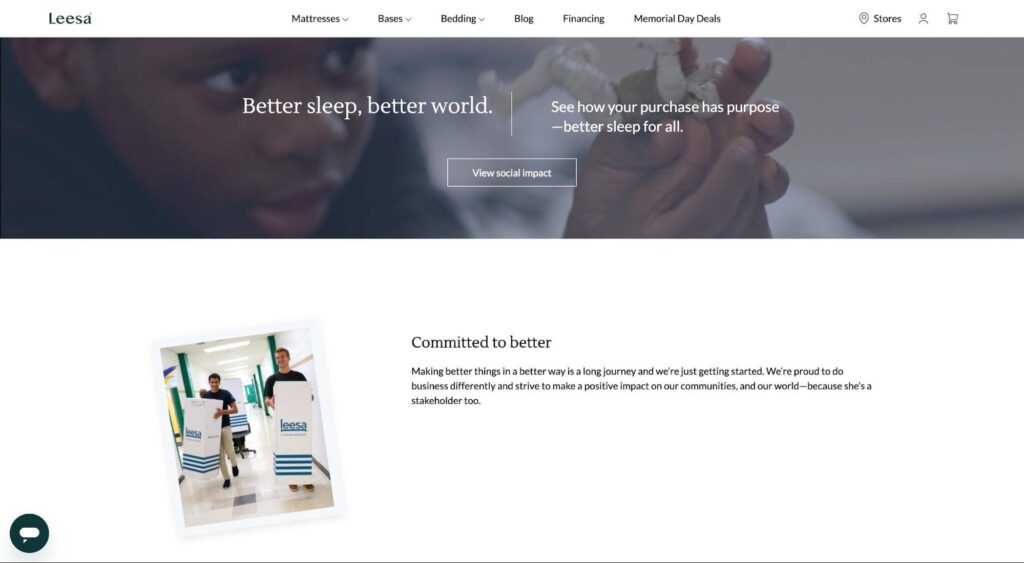 Leesa
Mattresses
Bases
Bedding
Blog
Financing
Memorial Day Deals
Stores
Better sleep, better world.
See how your purchase has purpose
—better sleep for all.
View social impact
Committed to better
Making better things in a better way is a long journey and we're just getting started. We're proud to do
business differently and strive to make a positive impact on our communities, and our world—because she's a
stakeholder too.
leesa
leesa